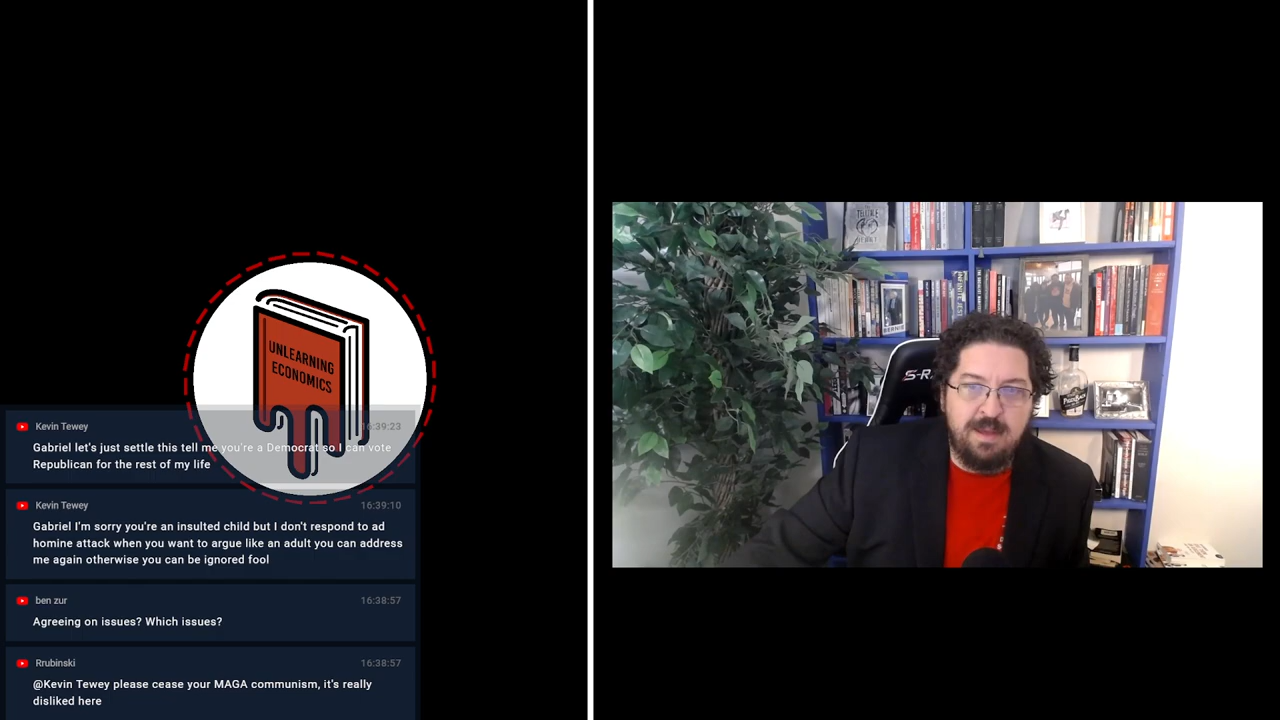 UNLEARNING
ECONOMICS
Kevin Tewey 16:39:23
Gabriel let's just settle this tell me you're a Democrat so I can vote
Republican for the rest of my life
Kevin Tewey 16:39:10
Gabriel I'm sorry you're an insulted child but I don't respond to ad
homine attack when you want to argue like an adult you can address
me again otherwise you can be ignored fool
ben zur 16:38:57
Agreeing on issues? Which issues?
Rrubinski 16:38:57
@Kevin Tewey please cease your MAGA communism, it's really
disliked here
BERNIE
INFINITE JEST